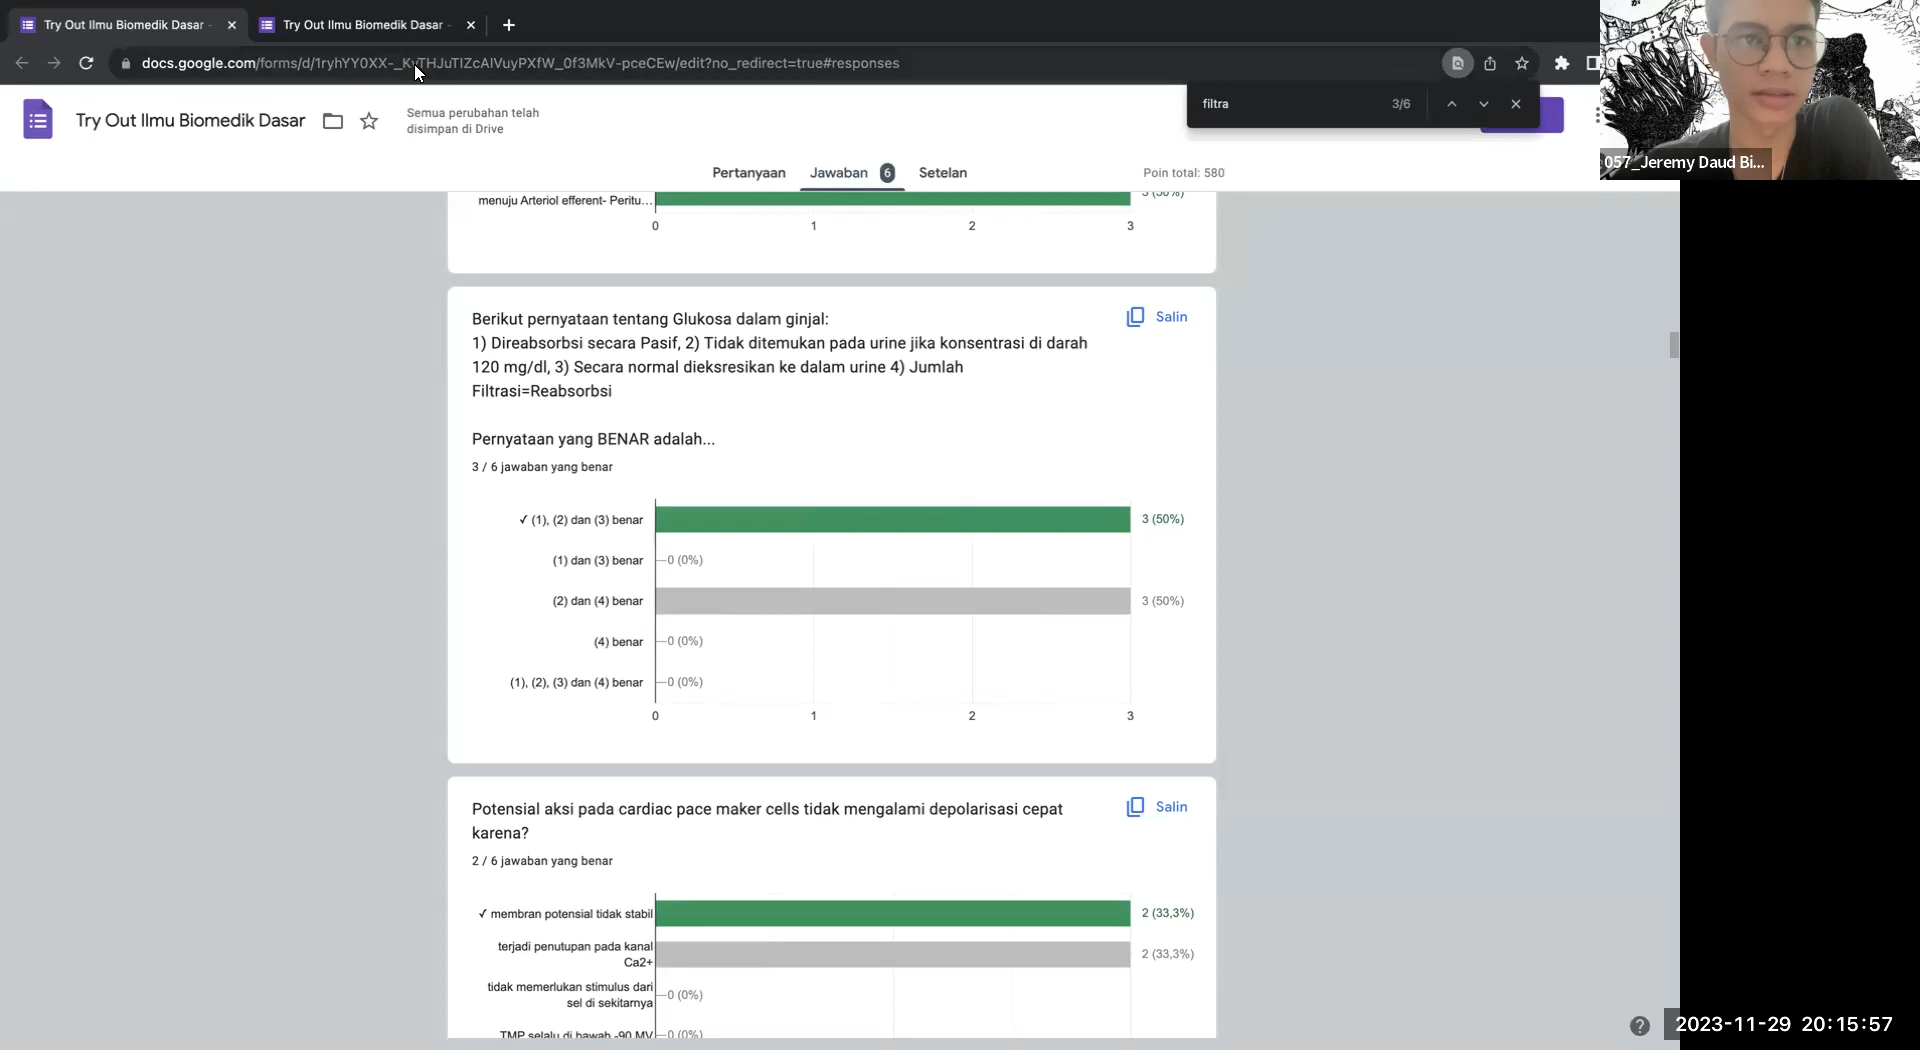 Try Out Ilmu Biomedik Dasar -
Try Out Ilmu Biomedik Dasar -
docs.google.com/forms/d/1ryhYY0XX-_KyTHJuTIZcAIVuyPXfW_0f3MkV-pceCEw/edit?no_redirect=true#responses
filtra
3/6
Try Out Ilmu Biomedik Dasar
Semua perubahan telah
disimpan di Drive
057_Jeremy Daud Bi...
Pertanyaan
Jawaban 6
Setelan
Poin total: 580
menuju Arteriol efferent- Peritu...
3 (50%)
0 1 2 3
Berikut pernyataan tentang Glukosa dalam ginjal:
Salin
1) Direabsorbsi secara Pasif, 2) Tidak ditemukan pada urine jika konsentrasi di darah
120 mg/dl, 3) Secara normal dieksresikan ke dalam urine 4) Jumlah
Filtrasi=Reabsorbsi
Pernyataan yang BENAR adalah...
3 / 6 jawaban yang benar
✓ (1), (2) dan (3) benar
3 (50%)
(1) dan (3) benar
0 (0%)
(2) dan (4) benar
3 (50%)
(4) benar
0 (0%)
(1), (2), (3) dan (4) benar
0 (0%)
0 1 2 3
Potensial aksi pada cardiac pace maker cells tidak mengalami depolarisasi cepat
Salin
karena?
2 / 6 jawaban yang benar
✓ membran potensial tidak stabil
2 (33,3%)
terjadi penutupan pada kanal
Ca2+
2 (33,3%)
tidak memerlukan stimulus dari
sel di sekitarnya
0 (0%)
TMP selalu di bawah -90 MV
0 (0%)
2023-11-29 20:15:57